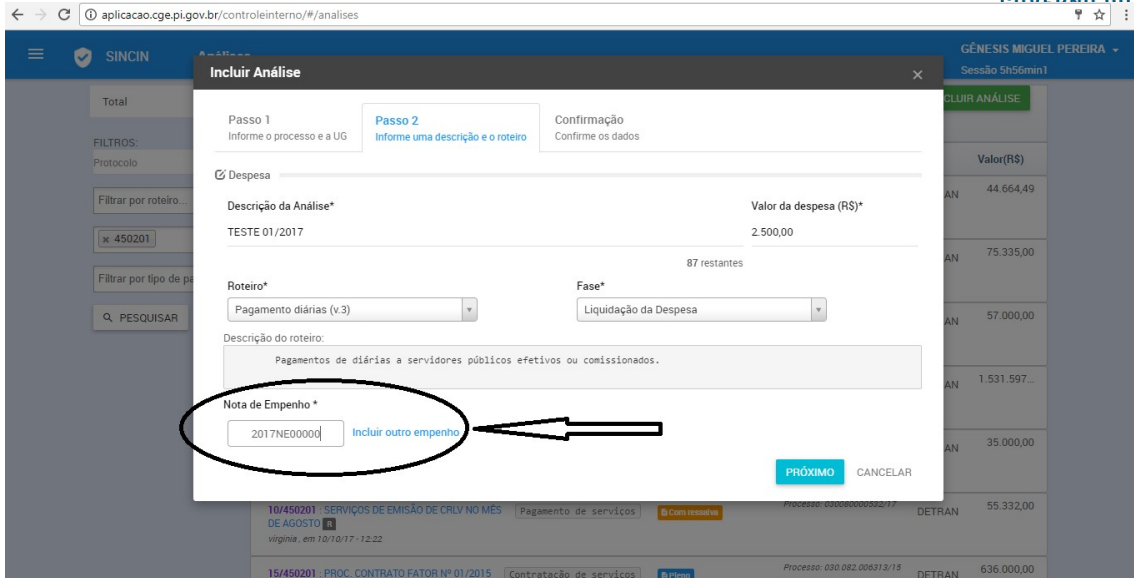 aplicacao.cge.pi.gov.br/controleinterno/#/analises
SINCIN
Análises
GÊNESIS MIGUEL PEREIRA
Sessão 5h56min1
Incluir Análise
×
Total
CLUIR ANÁLISE
Passo 1
Informe o processo e a UG
Passo 2
Informe uma descrição e o roteiro
Confirmação
Confirme os dados
FILTROS:
Protocolo
Valor(R$)
Despesa
Filtrar por roteiro...
AN
44.664,49
Descrição da Análise*
Valor da despesa (R$)*
TESTE 01/2017
2.500,00
× 450201
AN
75.335,00
87 restantes
Filtrar por tipo de pa
Roteiro*
Fase*
Pagamento diárias (v.3)
Liquidação da Despesa
PESQUISAR
AN
57.000,00
Descrição do roteiro:
Pagamentos de diárias a servidores públicos efetivos ou comissionados.
AN
1.531.597...
Nota de Empenho *
2017NE00000
Incluir outro empenho
AN
35.000,00
PRÓXIMO
CANCELAR
10/450201 : SERVIÇOS DE EMISÃO DE CRLV NO MÊS
DE AGOSTO R
Pagamento de serviços
Com ressalva
Processo: 030080000532/17
DETRAN
55.332,00
virginia , em 10/10/17 - 12:22
15/450201 : PROC. CONTRATO FATOR Nº 01/2015
Contratação de serviços
Pleno
Processo: 030.082.006313/15
DETRAN
636.000,00